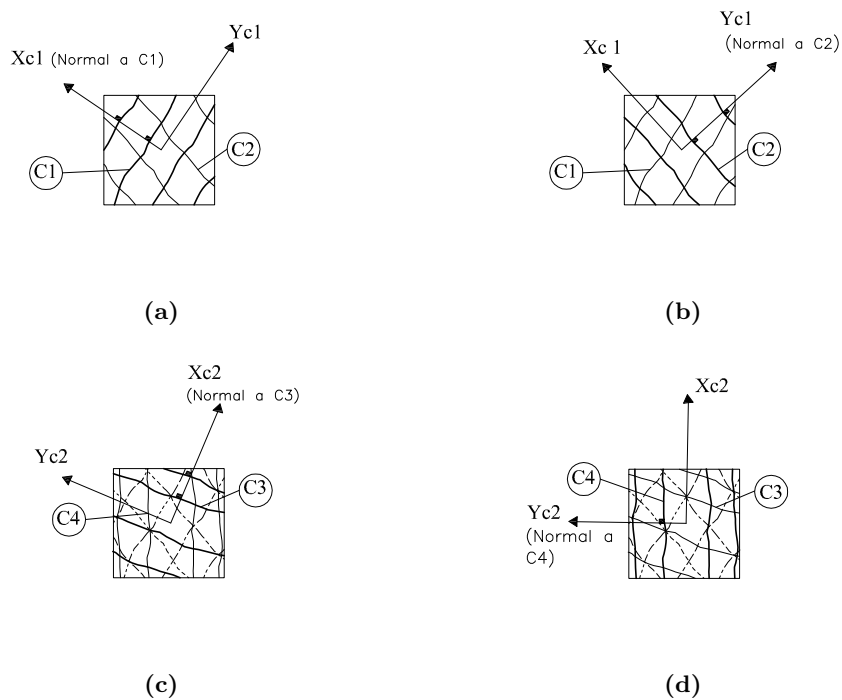 Yc1
Xc1 (Normal a C1)
C1
C2
(a)
Yc1
(Normal a C2)
Xc 1
C1
C2
(b)
Xc2
(Normal a C3)
Yc2
C3
C4
(c)
Xc2
C4
C3
Yc2
(Normal a
C4)
(d)